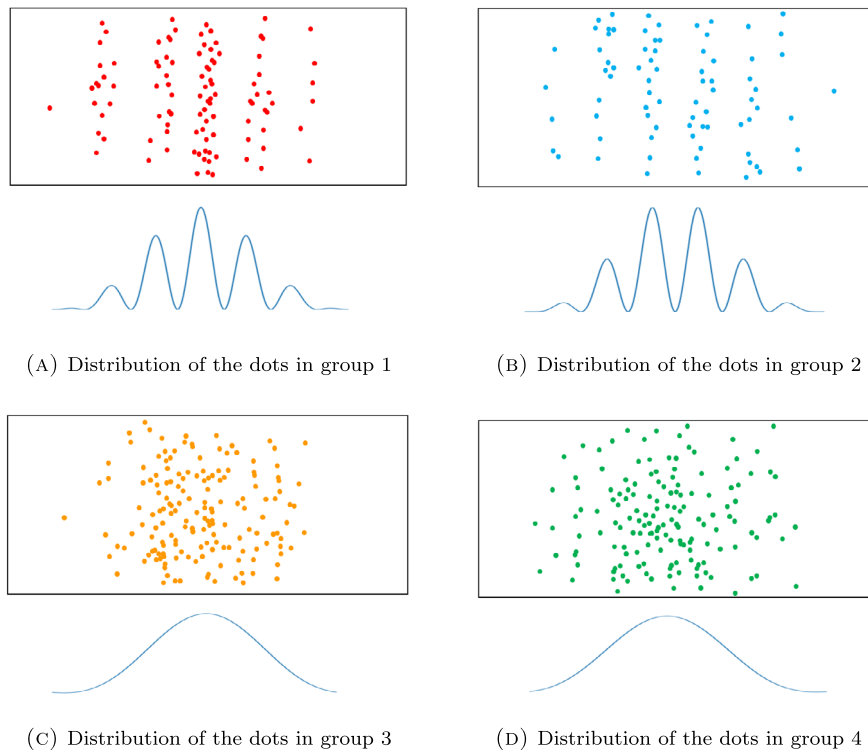 (A) Distribution of the dots in group 1
(B) Distribution of the dots in group 2
(C) Distribution of the dots in group 3
(D) Distribution of the dots in group 4